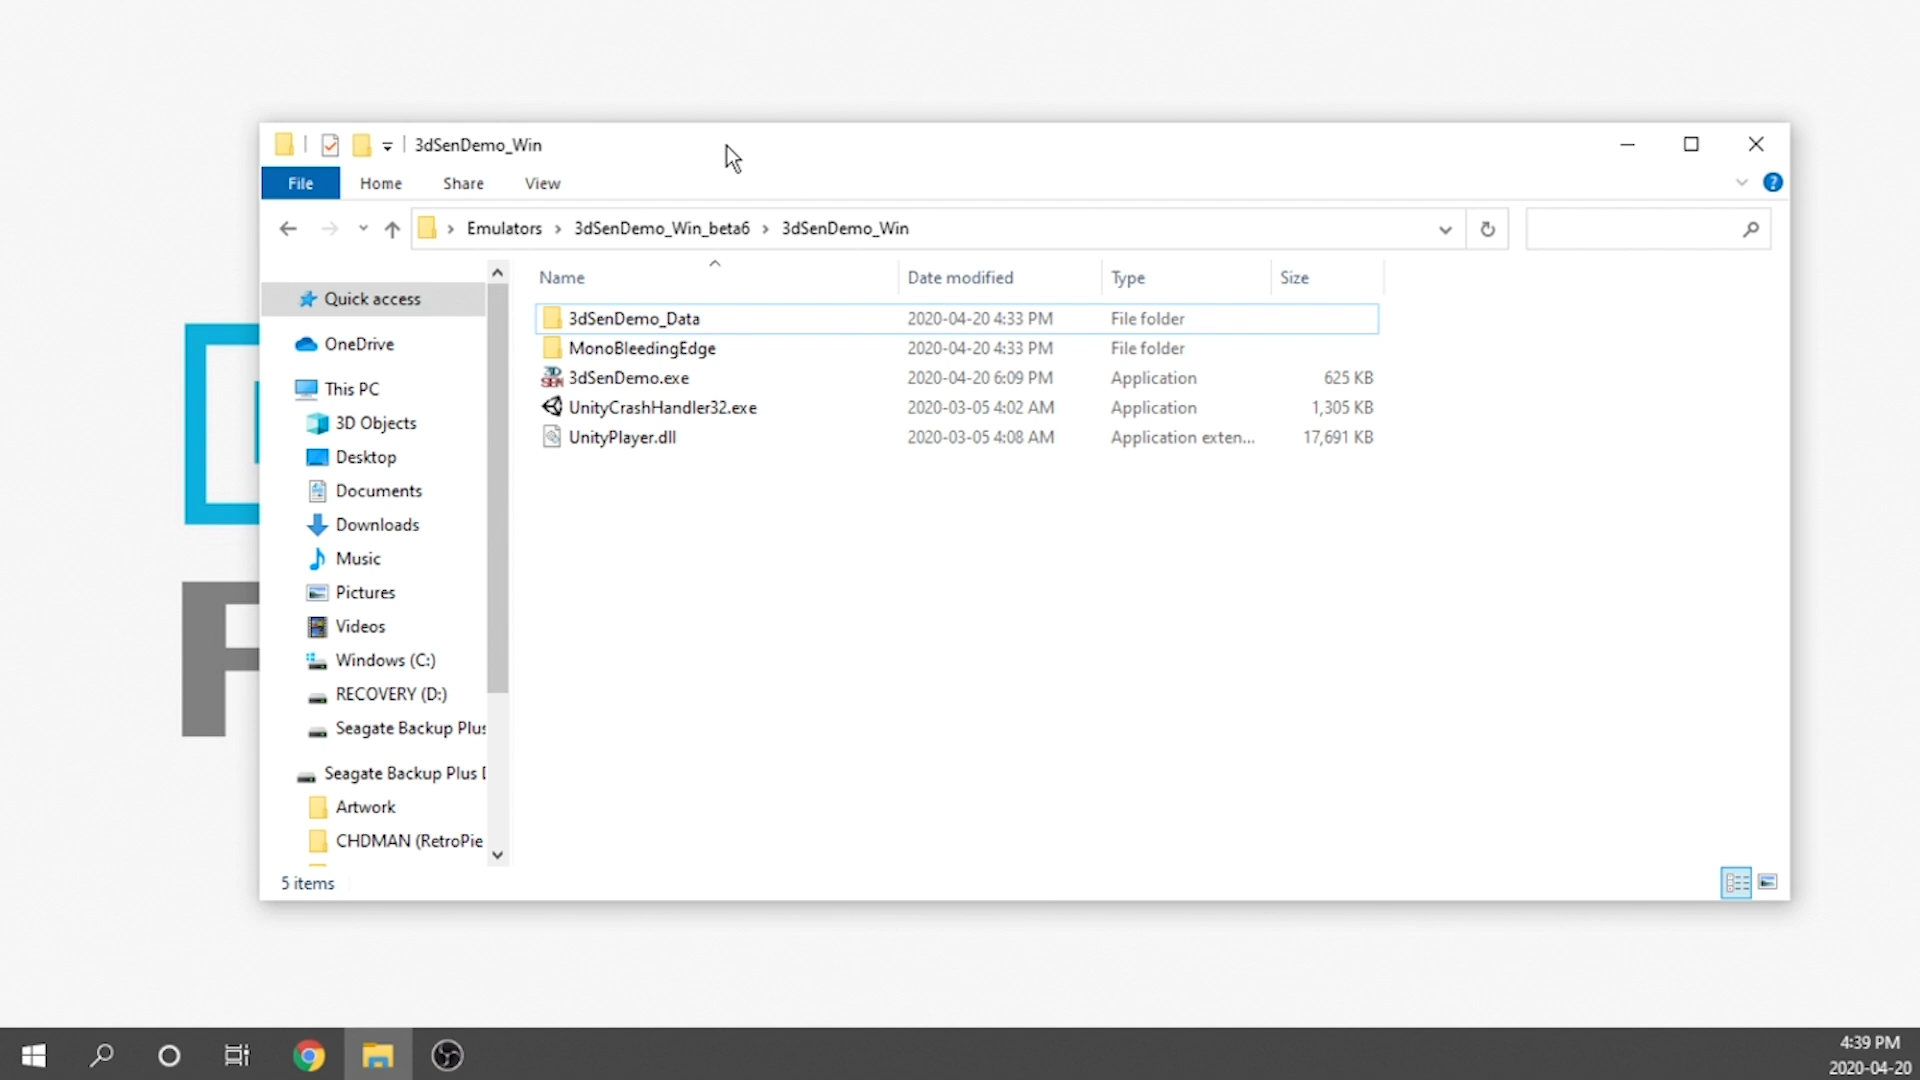 3dSenDemo_Win
File Home Share View
Emulators 3dSenDemo_Win_beta6 3dSenDemo_Win
Name Date modified Type Size
Quick access
OneDrive
This PC
3D Objects
Desktop
Documents
Downloads
Music
Pictures
Videos
Windows (C:)
RECOVERY (D:)
Seagate Backup Plus
Seagate Backup Plus D
Artwork
CHDMAN (RetroPie
3dSenDemo_Data 2020-04-20 4:33 PM File folder
MonoBleedingEdge 2020-04-20 4:33 PM File folder
3dSenDemo.exe 2020-04-20 6:09 PM Application 625 KB
UnityCrashHandler32.exe 2020-03-05 4:02 AM Application 1,305 KB
UnityPlayer.dll 2020-03-05 4:08 AM Application exten... 17,691 KB
5 items
4:39 PM
2020-04-20